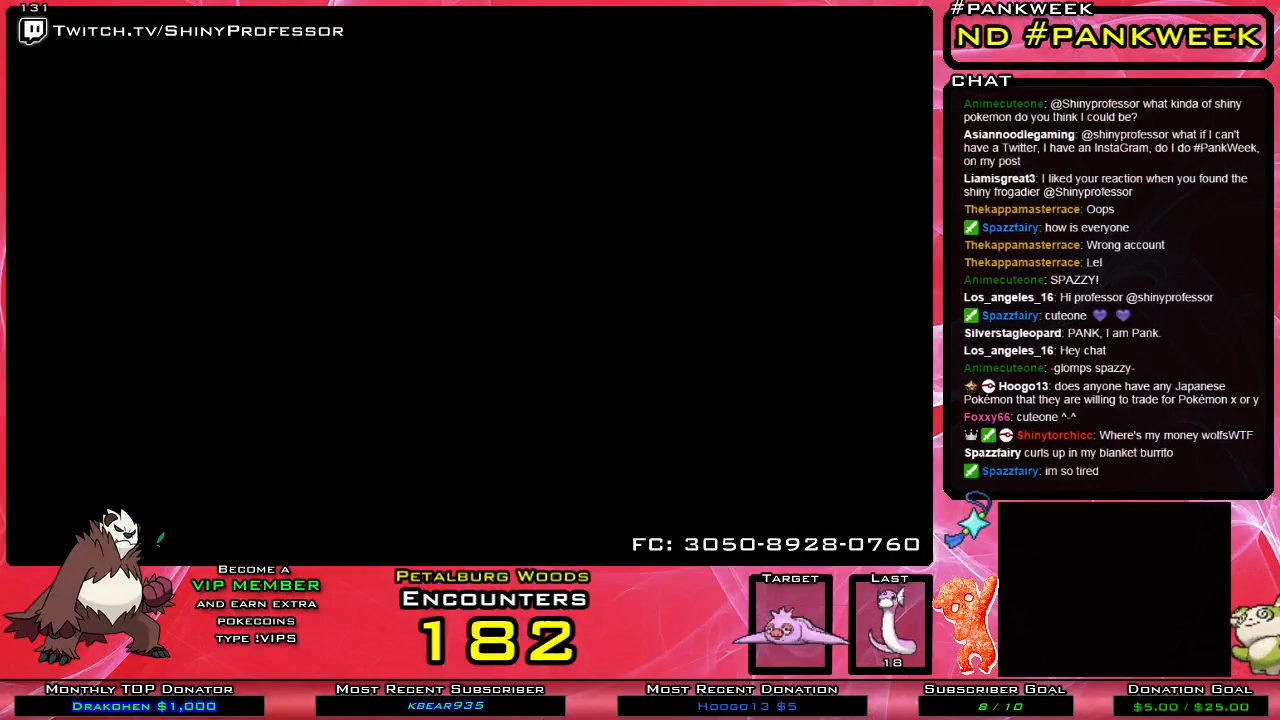 131
Twitch.tv/ShinyProfessor
#PANKWEEK
ND #PANKWEEK
CHAT
Animecuteone: @Shinyprofessor what kinda of shiny
pokemon do you think I could be?
Asiannoodlegaming: @shinyprofessor what if I can't
have a Twitter, I have an InstaGram, do I do #PankWeek,
on my post
Liamisgreat3: I liked your reaction when you found the
shiny frogadier @Shinyprofessor
Thekappamasterrace: Oops
Spazzfairy: how is everyone
Thekappamasterrace: Wrong account
Thekappamasterrace: Lel
Animecuteone: SPAZZY!
Los_angeles_16: Hi professor @shinyprofessor
Spazzfairy: cuteone 💜 💜
Silverstagleopard: PANK, I am Pank.
Los_angeles_16: Hey chat
Animecuteone: -glomps spazzy-
Hoogo13: does anyone have any Japanese
Pokémon that they are willing to trade for Pokémon x or y
Foxxy66: cuteone ^-^
Shinytorchicc: Where's my money wolfsWTF
Spazzfairy curls up in my blanket burrito
Spazzfairy: im so tired
FC: 3050-8928-0760
Become a
VIP MEMBER
and earn extra
pokecoins
type !VIPS
Petalburg Woods
Encounters
182
Target
Last
18
Monthly TOP Donator
Drakohen $1,000
Most Recent Subscriber
kbear935
Most Recent Donation
Hoogo13 $5
Subscriber Goal
8 / 10
Donation Goal
$5.00 / $25.00